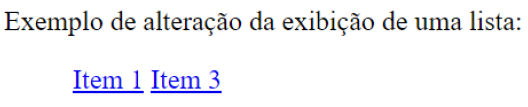 Exemplo de alteração da exibição de uma lista:
Item 1 Item 3